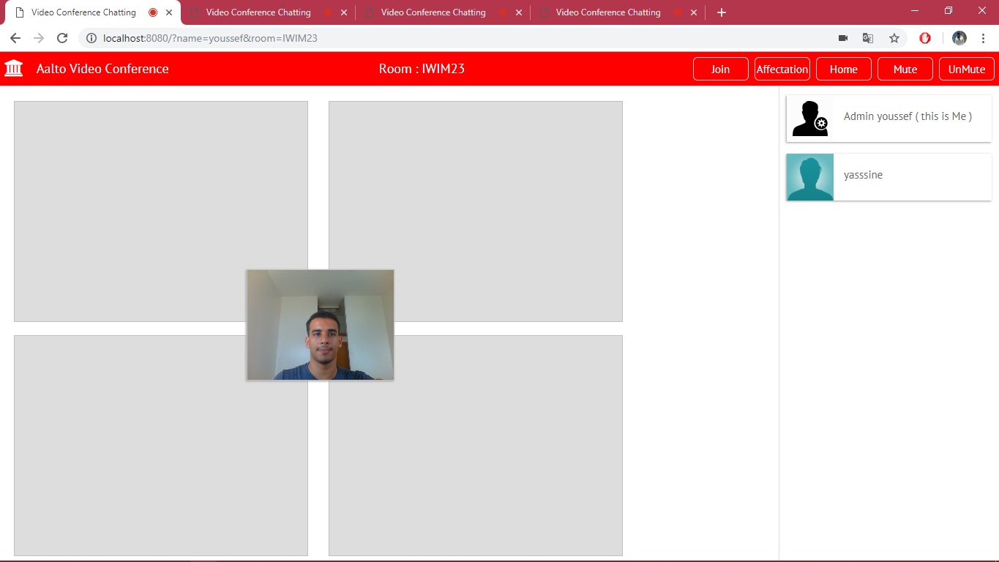 Video Conference Chatting
Video Conference Chatting
Video Conference Chatting
Video Conference Chatting
localhost:8080/?name=youssef&room=IWIM23
Aalto Video Conference
Room : IWIM23
Join
Affectation
Home
Mute
UnMute
Admin youssef ( this is Me )
yasssine